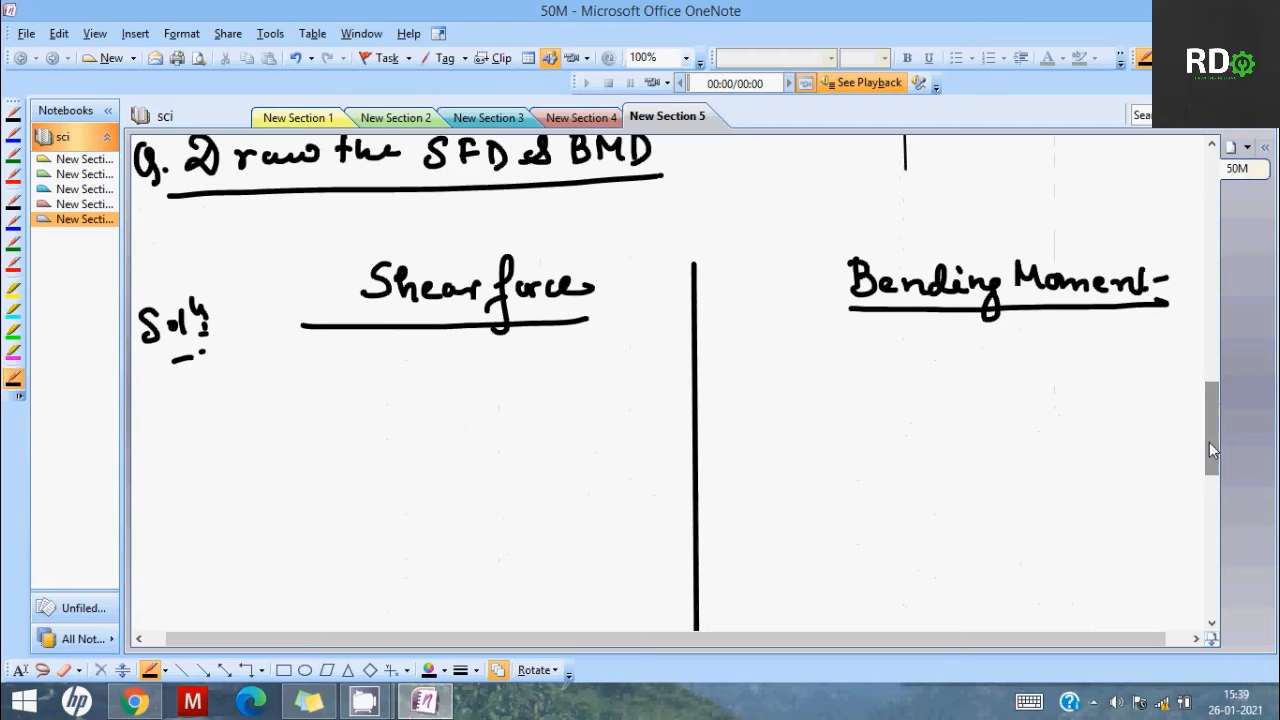 50M - Microsoft Office OneNote
File Edit View Insert Format Share Tools Table Window Help
New 100% Task Tag Clip B U A
00:00/00:00 See Playback
RD
Notebooks sci New Section 1 New Section 2 New Section 3 New Section 4 New Section 5 Sea
sci
New Secti...
New Secti...
New Secti...
New Secti...
New Secti...
50M
Q. Draw the SFD & BMD
Shear force Bending Moment-
Soln:
Unfiled...
All Not...
Rotate
15:39
26-01-2021